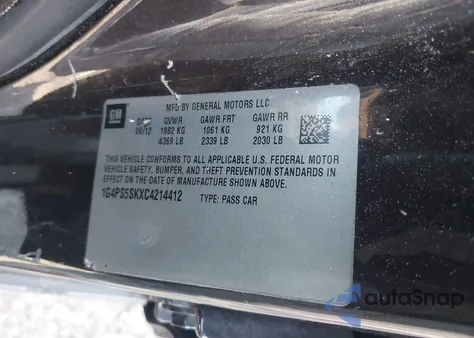 MFD BY GENERAL MOTORS LLC
GM
DATE GVWR GAWR FRT GAWR RR
08/12 1982 KG 1061 KG 921 KG
4369 LB 2339 LB 2030 LB
THIS VEHICLE CONFORMS TO ALL APPLICABLE U.S. FEDERAL MOTOR
VEHICLE SAFETY, BUMPER, AND THEFT PREVENTION STANDARDS IN
EFFECT ON THE DATE OF MANUFACTURE SHOWN ABOVE.
1G4PS5SKXC4214412
TYPE: PASS CAR
autoSnap